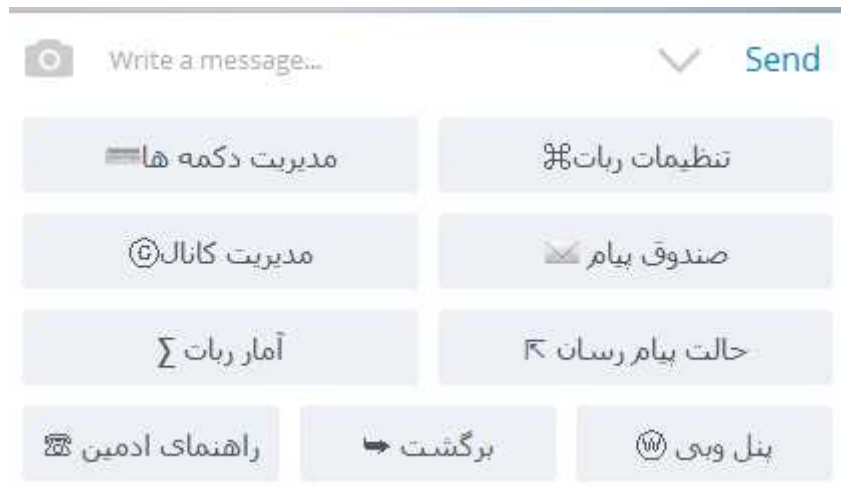 Write a message... Send
تنظیمات ربات⌘ مدیریت دکمه ها
صندوق پیام ✉ مدیریت کانال©
حالت پیام رسان ⇱ آمار ربات ∑
پنل وبی Ⓦ برگشت ➥ راهنمای ادمین ☏